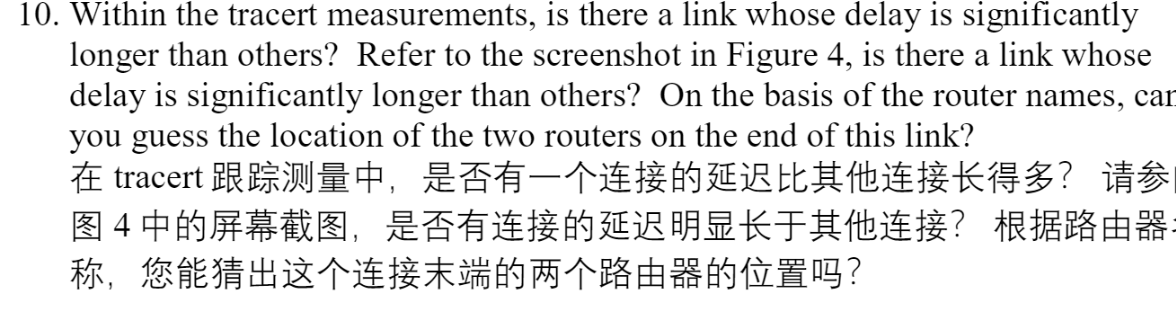 10. Within the tracert measurements, is there a link whose delay is significantly
longer than others? Refer to the screenshot in Figure 4, is there a link whose
delay is significantly longer than others? On the basis of the router names, can
you guess the location of the two routers on the end of this link?
在 tracert 跟踪测量中，是否有一个连接的延迟比其他连接长得多？ 请参
图 4 中的屏幕截图，是否有连接的延迟明显长于其他连接？ 根据路由器
称，您能猜出这个连接末端的两个路由器的位置吗？